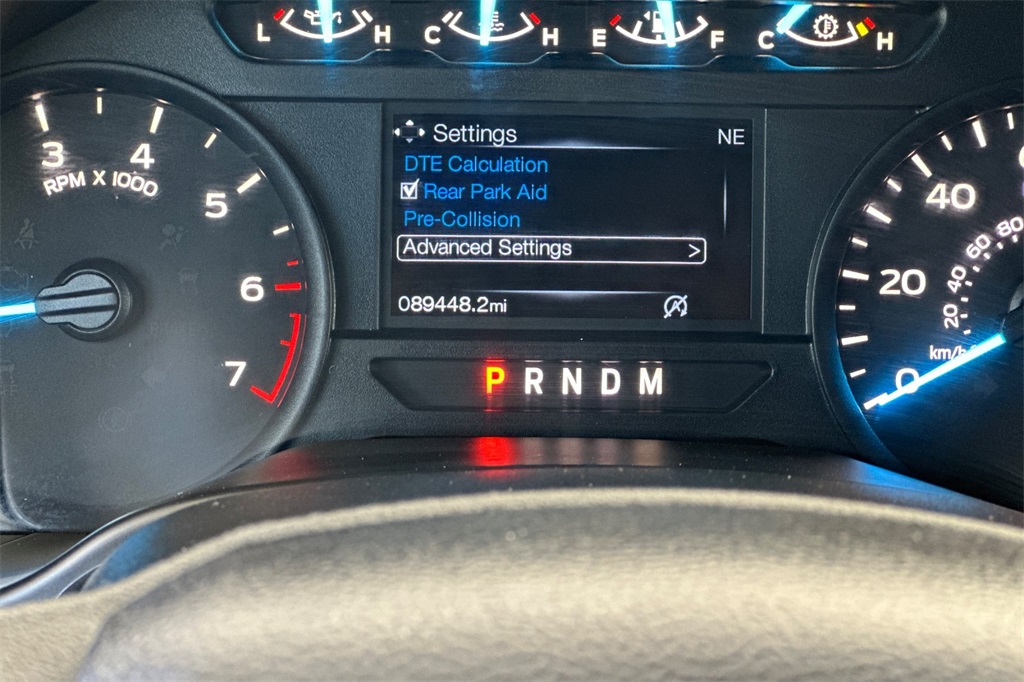 L H C H E F C H
Settings NE
DTE Calculation
Rear Park Aid
Pre-Collision
Advanced Settings >
089448.2mi
P R N D M
3 4 5 6 7
RPM X 1000
0 20 40
20 40 60 80
km/h